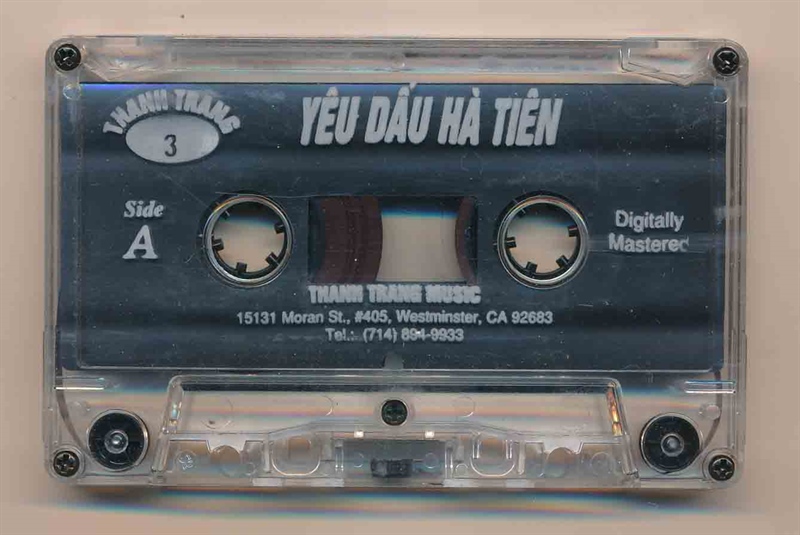 THANH TRANG
3
YÊU DẤU HÀ TIÊN
Side
A
Digitally
Mastered
THANH TRANG MUSIC
15131 Moran St., #405, Westminster, CA 92683
Tel.: (714) 894-9933